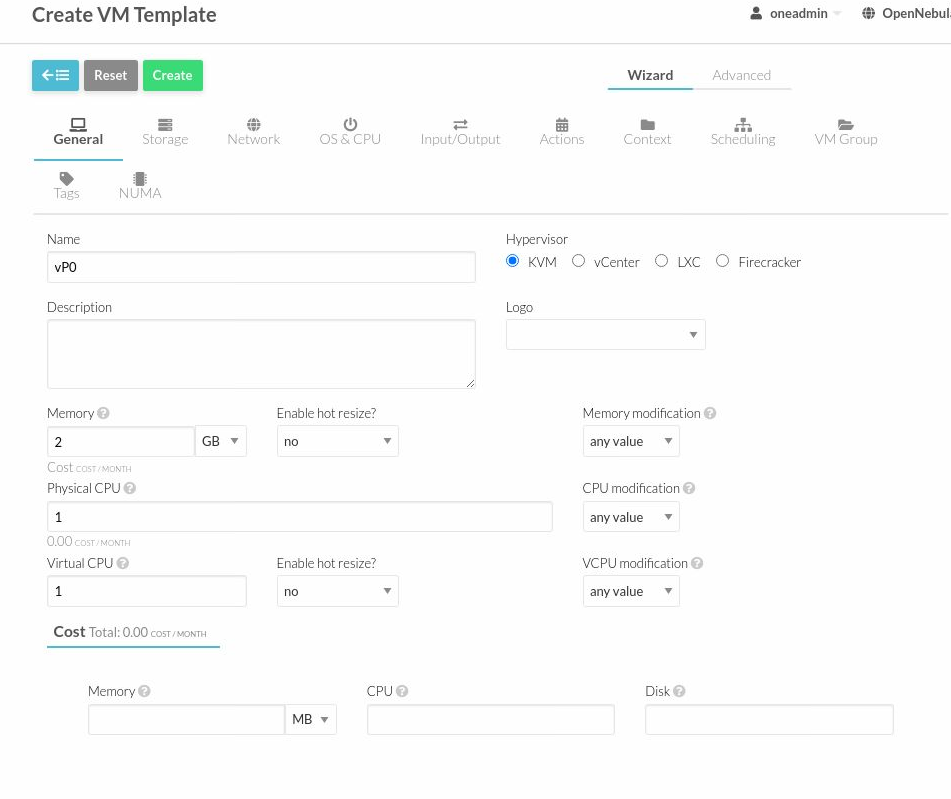 Create VM Template
oneadmin OpenNebul
Reset Create Wizard Advanced
General Storage Network OS & CPU Input/Output Actions Context Scheduling VM Group
Tags NUMA
Name Hypervisor
vP0 KVM vCenter LXC Firecracker
Description Logo
Memory ? Enable hot resize? Memory modification ?
2 GB no any value
Cost COST / MONTH
Physical CPU ? CPU modification ?
1 any value
0.00 COST / MONTH
Virtual CPU ? Enable hot resize? VCPU modification ?
1 no any value
Cost Total: 0.00 COST / MONTH
Memory ? CPU ? Disk ?
MB